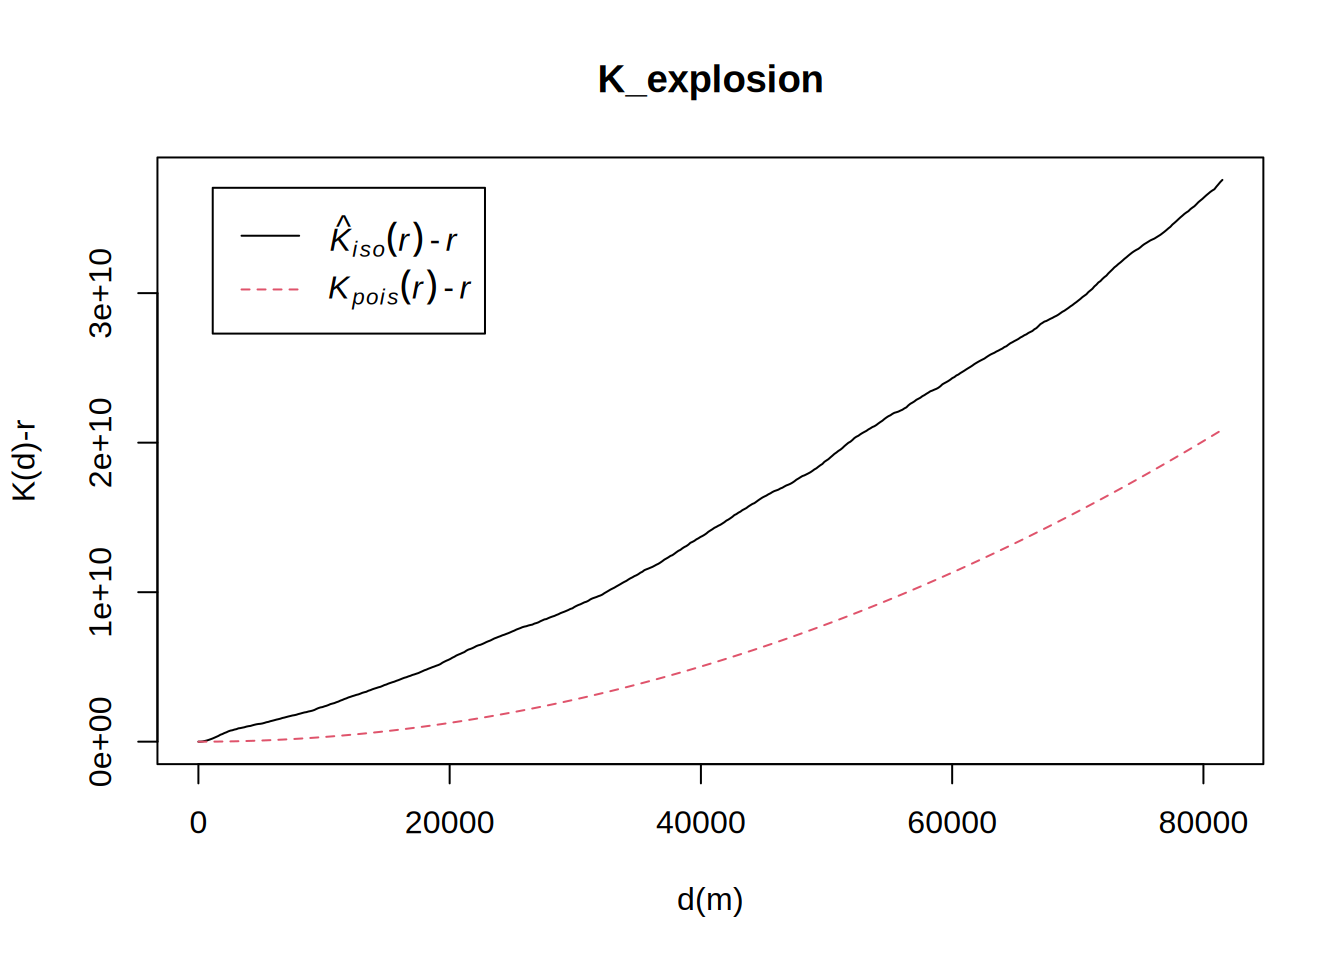 K_explosion
K̂iso(r) - r
Kpois(r) - r
K(d)-r
3e+10
2e+10
1e+10
0e+00
0 20000 40000 60000 80000
d(m)